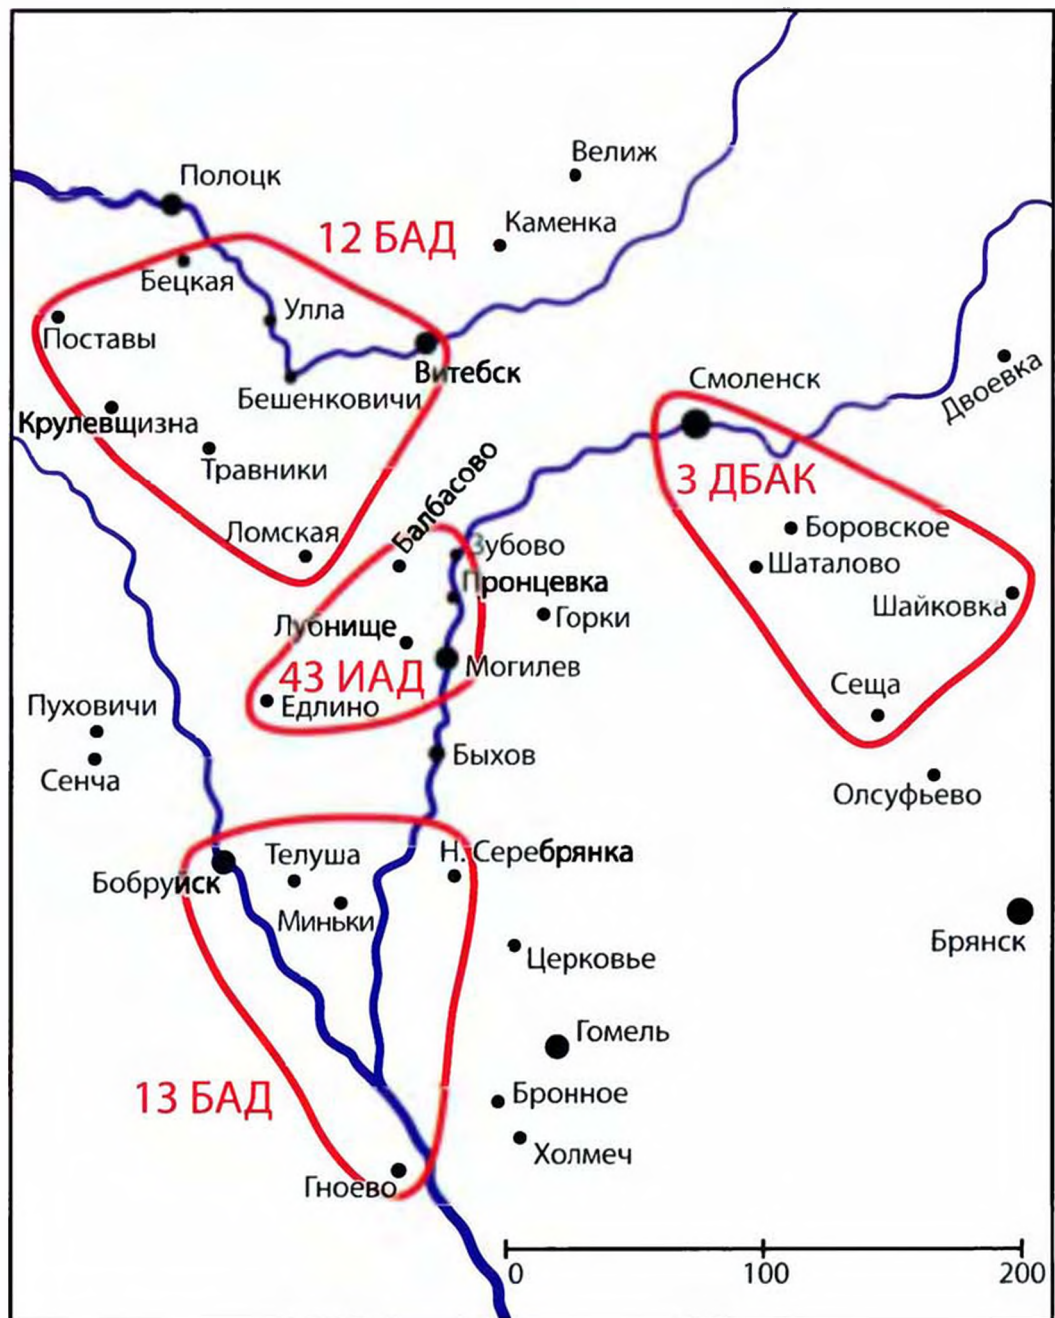 Велиж
Полоцк
Каменка
12 БАД
Бецкая
Улла
Поставы
Витебск
Двоевка
Смоленск
Бешенковичи
Крулевщизна
Травники
3 ДБАК
Балбасово
Ломская
Боровское
Зубово
Шаталово
Пронцевка
Шайковка
Горки
Лубнище
Могилев
43 ИАД
Сеща
Едлино
Пуховичи
Быхов
Сенча
Олсуфьево
Н. Серебрянка
Телуша
Бобруйск
Миньки
Брянск
Церковье
Гомель
13 БАД
Бронное
Холмеч
Гноево
0 100 200